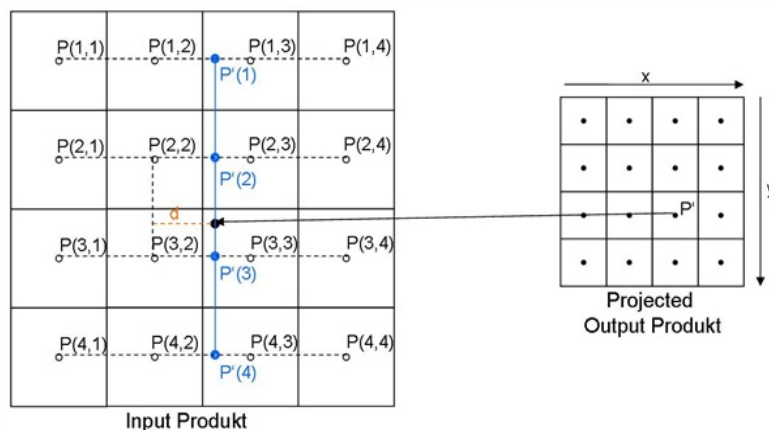 P(1,1) P(1,2) P(1,3) P(1,4)
P'(1)
P(2,1) P(2,2) P(2,3) P(2,4)
P'(2)
d
P(3,1) P(3,2) P(3,3) P(3,4)
P'(3)
P(4,1) P(4,2) P(4,3) P(4,4)
P'(4)
Input Produkt
x
y
P'
Projected
Output Produkt